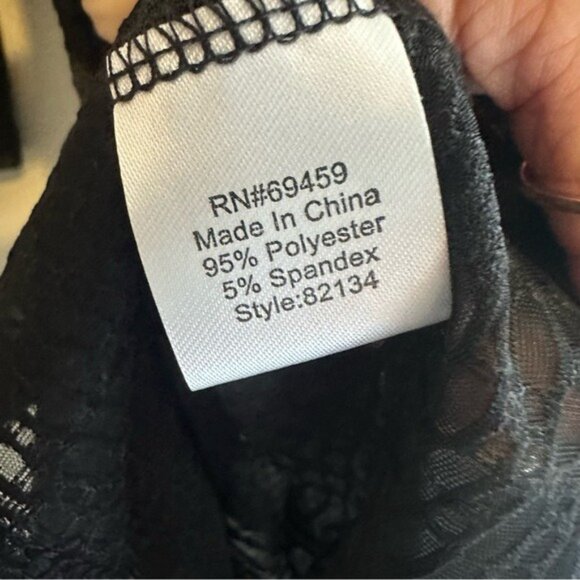 RN#69459
Made In China
95% Polyester
5% Spandex
Style:82134